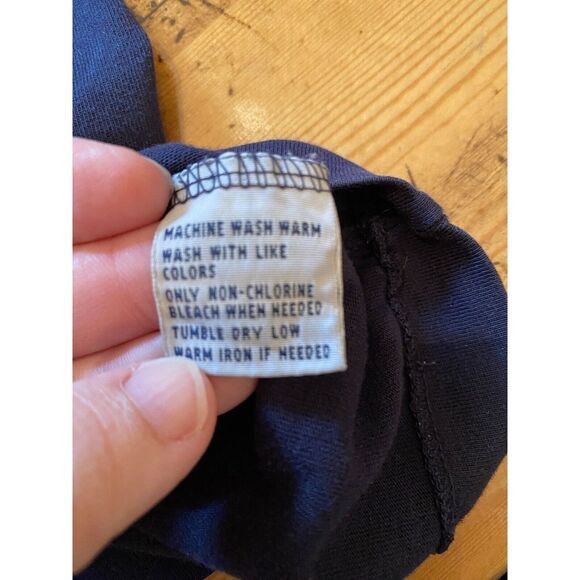 MACHINE WASH WARM
WASH WITH LIKE
COLORS
ONLY NON-CHLORINE
BLEACH WHEN NEEDED
TUMBLE DRY LOW
WARM IRON IF NEEDED